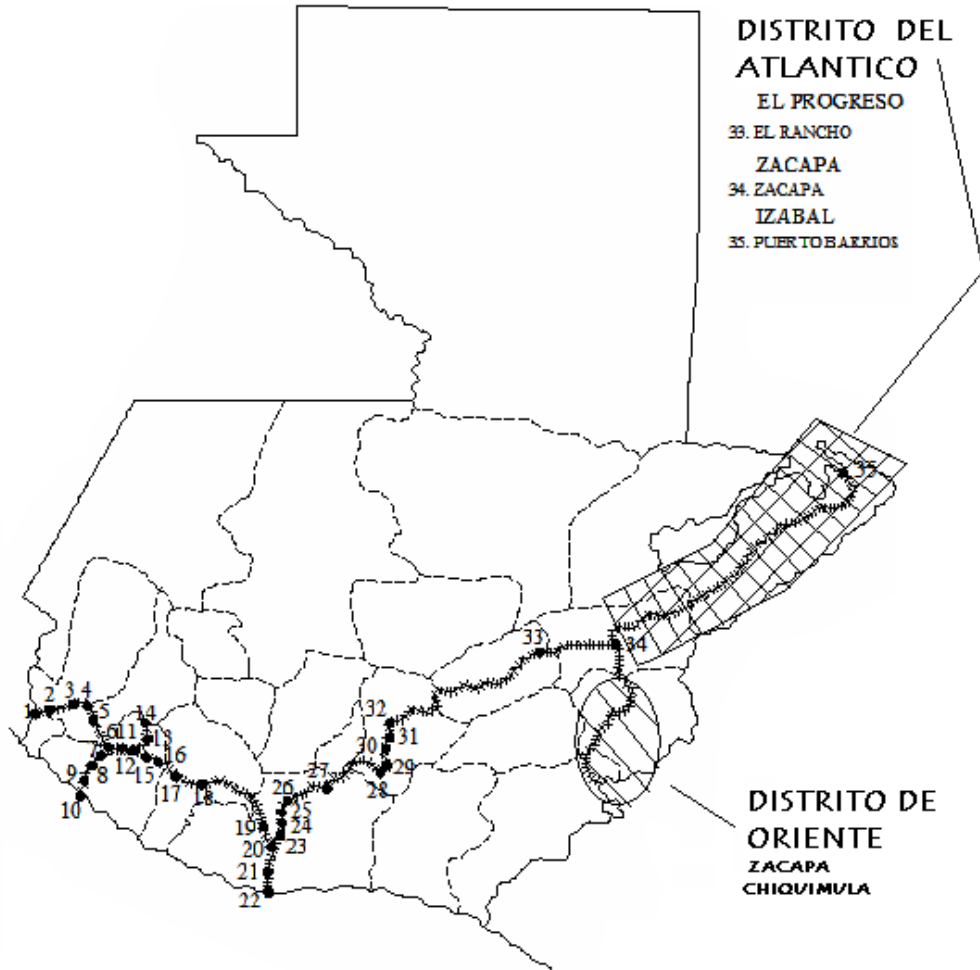 DISTRITO DEL
ATLANTICO
EL PROGRESO
33. EL RANCHO
ZACAPA
34. ZACAPA
IZABAL
35. PUERTO BARRIOS
35
34
33
32
31
30
29
28
27
26
25
24
23
22
21
20
19
18
17
16
15
14
13
12
11
10
9
8
7
6
5
4
3
2
1
DISTRITO DE
ORIENTE
ZACAPA
CHIQUIMULA